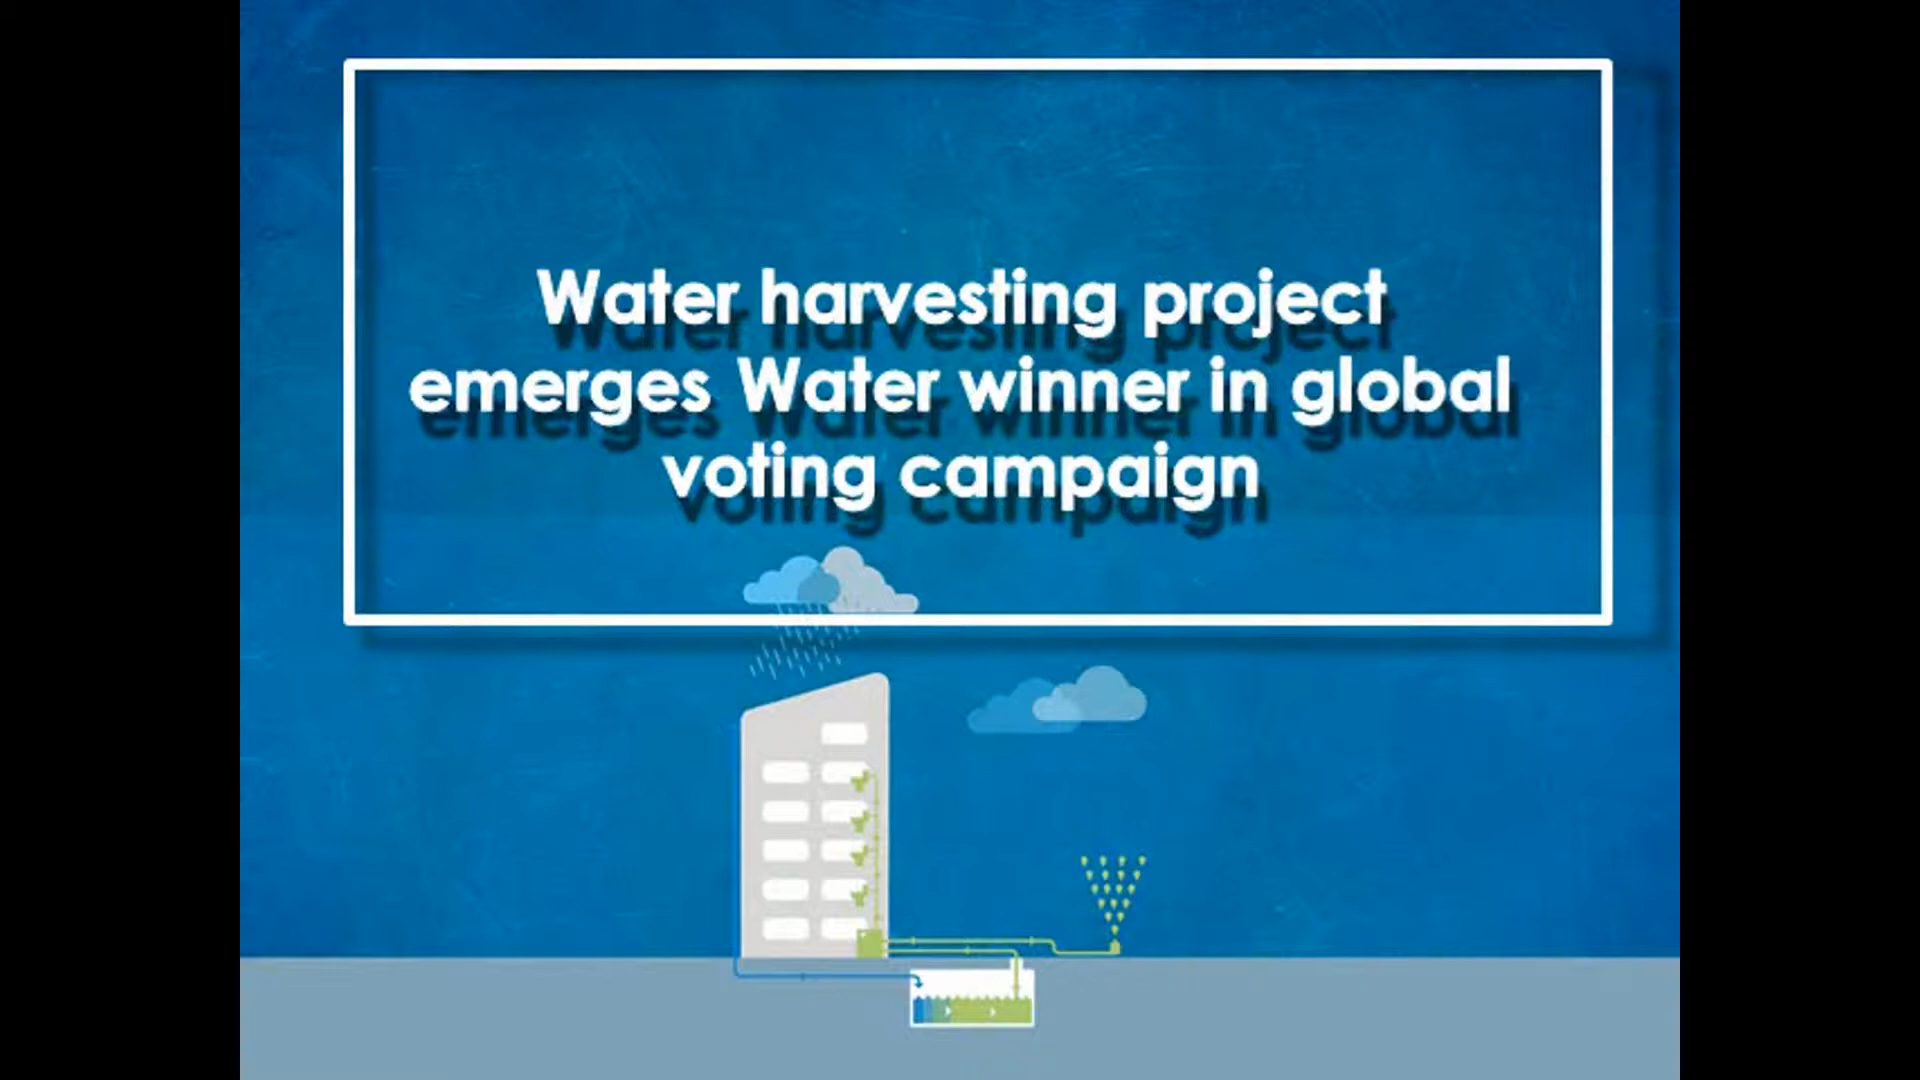 Water harvesting project
emerges Water winner in global
voting campaign